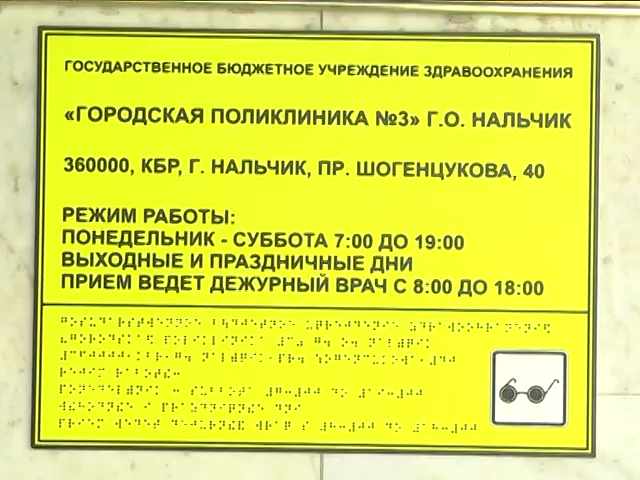 ГОСУДАРСТВЕННОЕ БЮДЖЕТНОЕ УЧРЕЖДЕНИЕ ЗДРАВООХРАНЕНИЯ
«ГОРОДСКАЯ ПОЛИКЛИНИКА №3» Г.О. НАЛЬЧИК
360000, КБР, Г. НАЛЬЧИК, ПР. ШОГЕНЦУКОВА, 40
РЕЖИМ РАБОТЫ:
ПОНЕДЕЛЬНИК - СУББОТА 7:00 ДО 19:00
ВЫХОДНЫЕ И ПРАЗДНИЧНЫЕ ДНИ
ПРИЕМ ВЕДЕТ ДЕЖУРНЫЙ ВРАЧ С 8:00 ДО 18:00